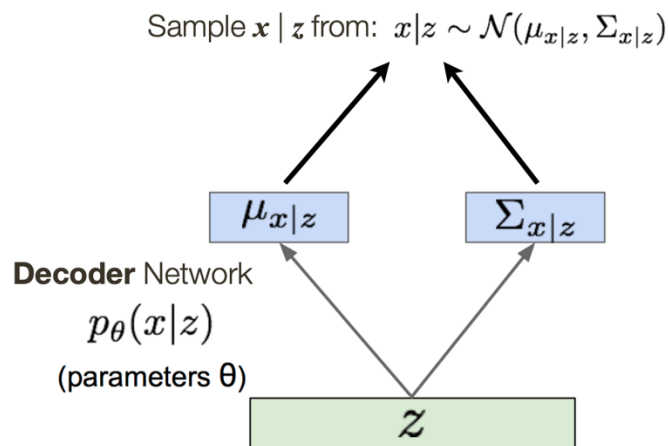 Sample x | z from: x|z ∼ 𝒩(μ_{x|z}, Σ_{x|z})
μ_{x|z}
Σ_{x|z}
Decoder Network
p_θ(x|z)
(parameters θ)
z